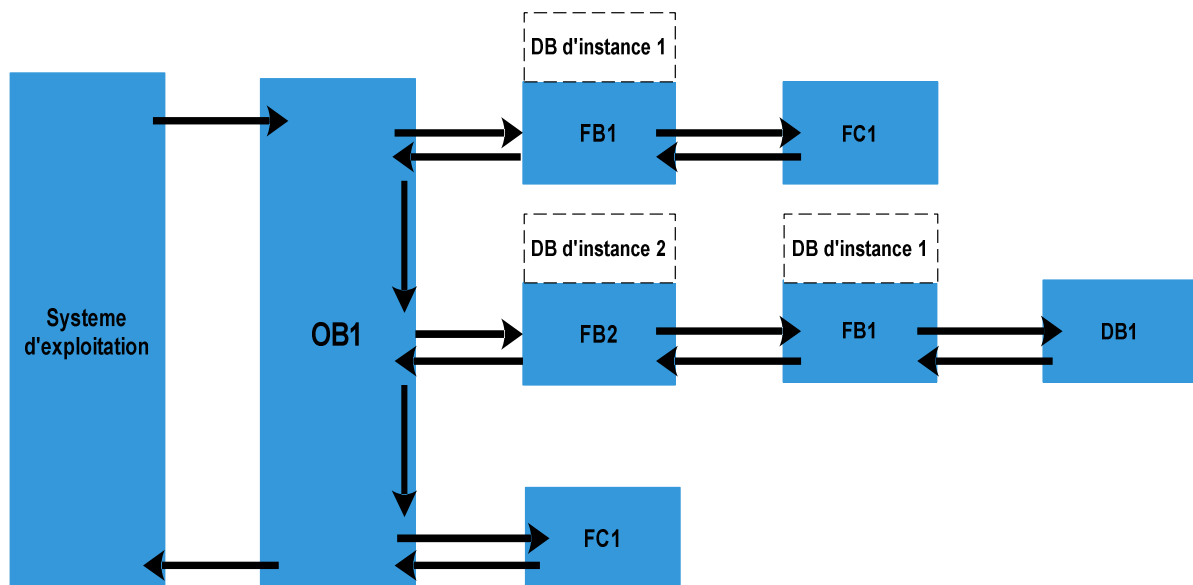 DB d'instance 1
FB1
FC1
DB d'instance 2
DB d'instance 1
Systeme
d'exploitation
OB1
FB2
FB1
DB1
FC1